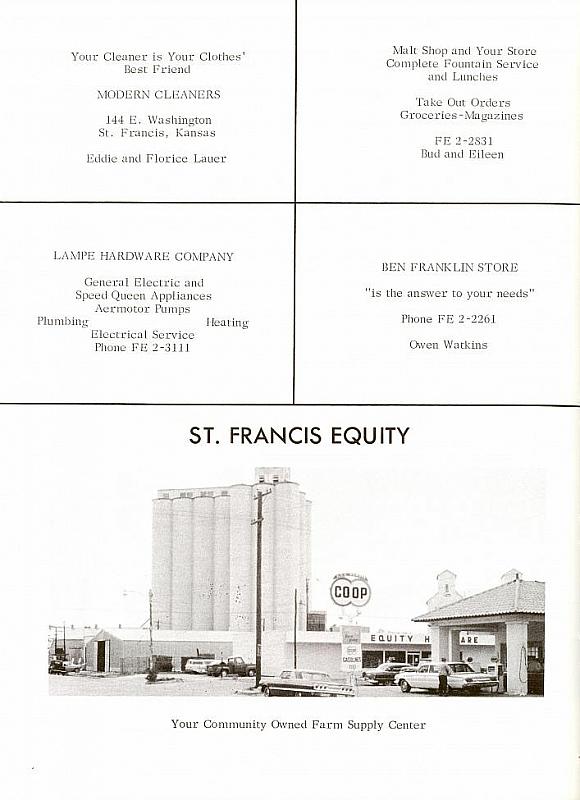 Your Cleaner is Your Clothes'
Best Friend
MODERN CLEANERS
144 E. Washington
St. Francis, Kansas
Eddie and Florice Lauer
Malt Shop and Your Store
Complete Fountain Service
and Lunches
Take Out Orders
Groceries-Magazines
FE 2-2831
Bud and Eileen
LAMPE HARDWARE COMPANY
General Electric and
Speed Queen Appliances
Aermotor Pumps
Plumbing Heating
Electrical Service
Phone FE 2-3111
BEN FRANKLIN STORE
"is the answer to your needs"
Phone FE 2-2261
Owen Watkins
ST. FRANCIS EQUITY
COOP
EQUITY H ARE
GASOLINES
Your Community Owned Farm Supply Center